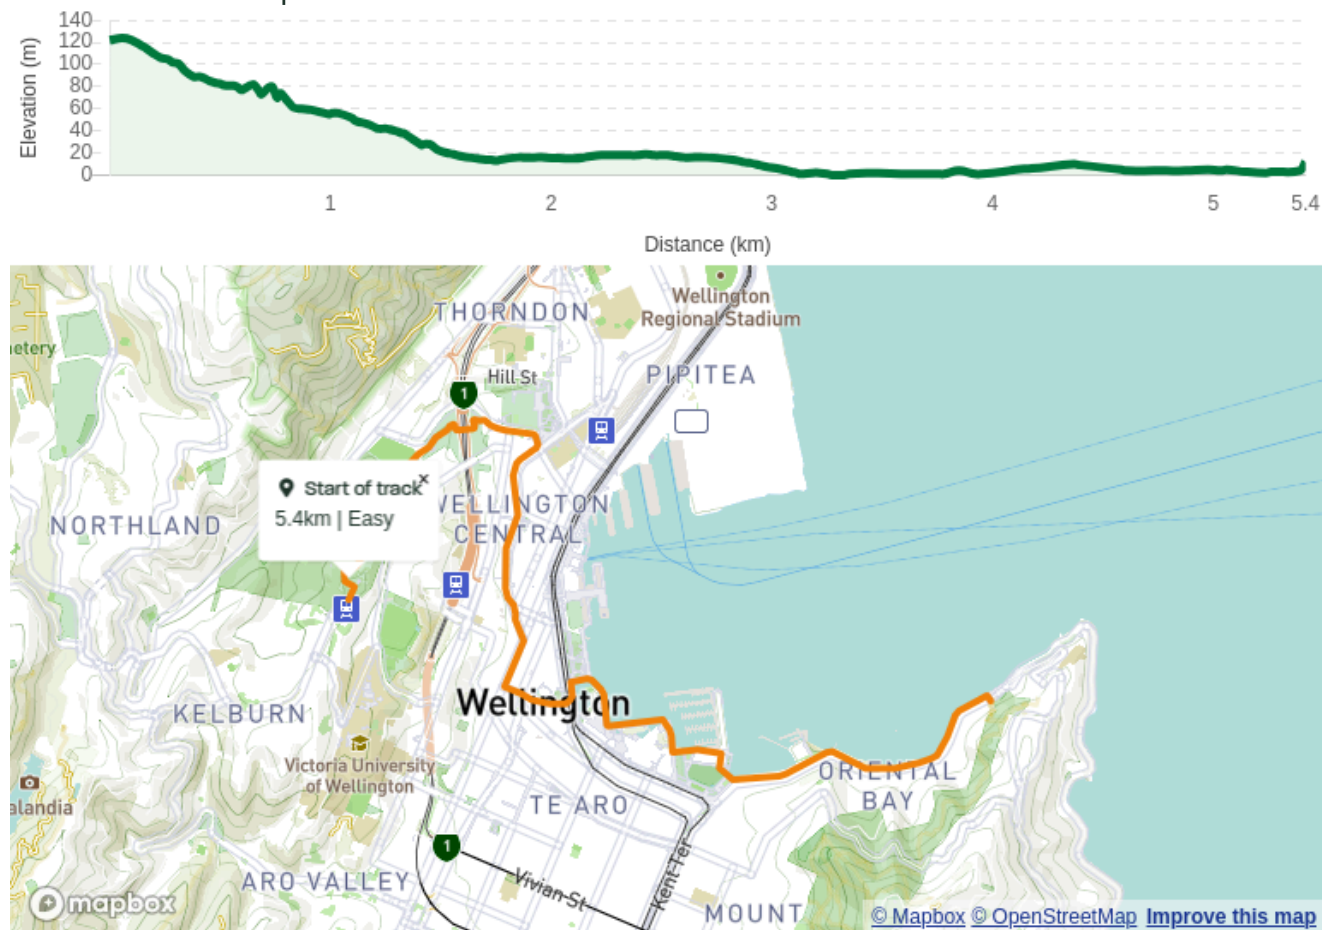 140
120
100
80
60
40
20
0
Elevation (m)
1
2
3
4
5
5.4
Distance (km)
Wellington
Regional Stadium
THORNDON
etery
Hill St
PIPITEA
1
Start of track
×
5.4km | Easy
WELLINGTON
CENTRAL
NORTHLAND
Wellington
KELBURN
Victoria University
of Wellington
alandia
ORIENTAL
BAY
TE ARO
1
Vivian St
Kent Ter
ARO VALLEY
MOUNT
mapbox
© Mapbox © OpenStreetMap Improve this map